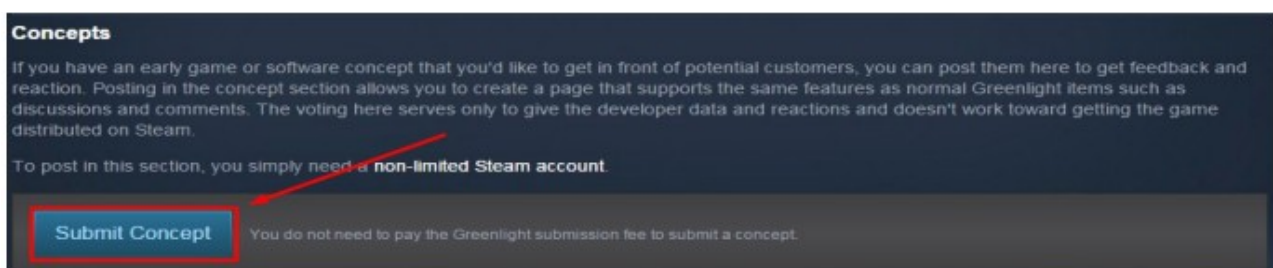 Concepts
If you have an early game or software concept that you'd like to get in front of potential customers, you can post them here to get feedback and
reaction. Posting in the concept section allows you to create a page that supports the same features as normal Greenlight items such as
discussions and comments. The voting here serves only to give the developer data and reactions and doesn't work toward getting the game
distributed on Steam.
To post in this section, you simply need a non-limited Steam account.
Submit Concept You do not need to pay the Greenlight submission fee to submit a concept.